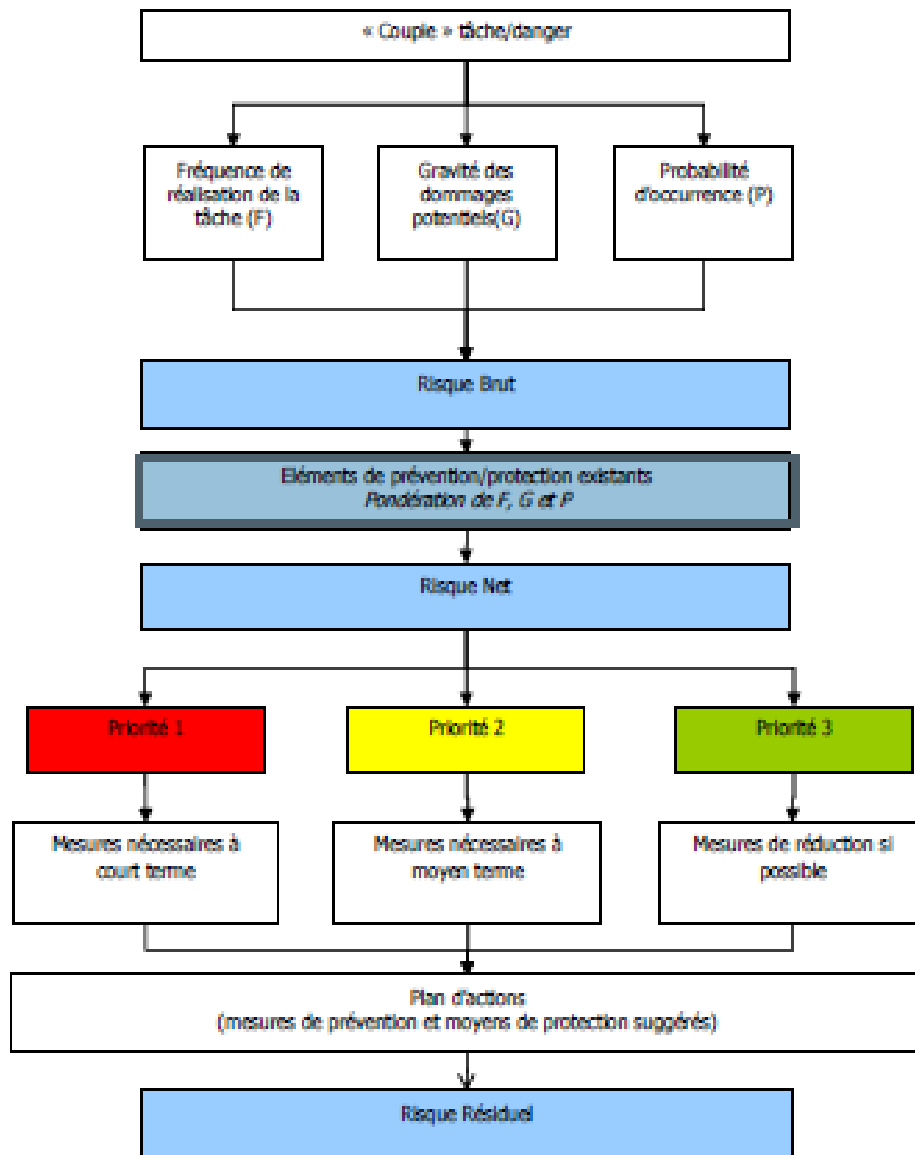 « Couple » tâche/danger
Fréquence de
réalisation de la
tâche (F)
Gravité des
dommages
potentiels(G)
Probabilité
d'occurrence (P)
Risque Brut
Eléments de prévention/protection existants
Pondération de F, G et P
Risque Net
Priorité 1
Priorité 2
Priorité 3
Mesures nécessaires à
court terme
Mesures nécessaires à
moyen terme
Mesures de réduction si
possible
Plan d'actions
(mesures de prévention et moyens de protection suggérés)
Risque Résiduel